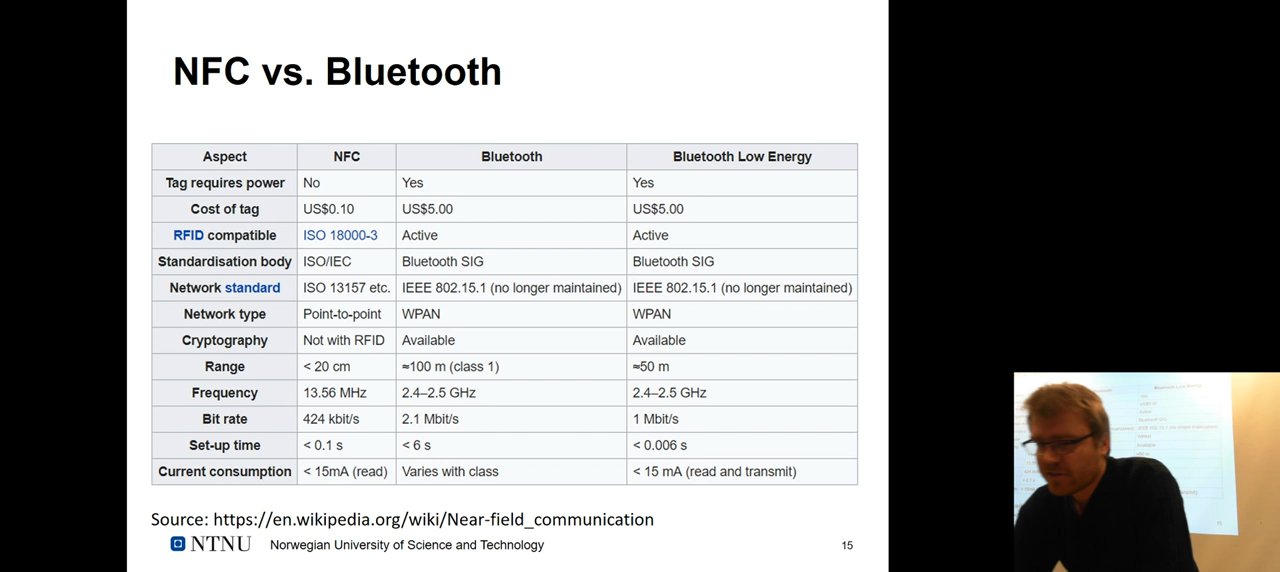 NFC vs. Bluetooth
Aspect NFC Bluetooth Bluetooth Low Energy
Tag requires power No Yes Yes
Cost of tag US$0.10 US$5.00 US$5.00
RFID compatible ISO 18000-3 Active Active
Standardisation body ISO/IEC Bluetooth SIG Bluetooth SIG
Network standard ISO 13157 etc. IEEE 802.15.1 (no longer maintained) IEEE 802.15.1 (no longer maintained)
Network type Point-to-point WPAN WPAN
Cryptography Not with RFID Available Available
Range < 20 cm ≈100 m (class 1) ≈50 m
Frequency 13.56 MHz 2.4–2.5 GHz 2.4–2.5 GHz
Bit rate 424 kbit/s 2.1 Mbit/s 1 Mbit/s
Set-up time < 0.1 s < 6 s < 0.006 s
Current consumption < 15mA (read) Varies with class < 15 mA (read and transmit)
Source: https://en.wikipedia.org/wiki/Near-field_communication
NTNU Norwegian University of Science and Technology 15
Bluetooth Low Energy